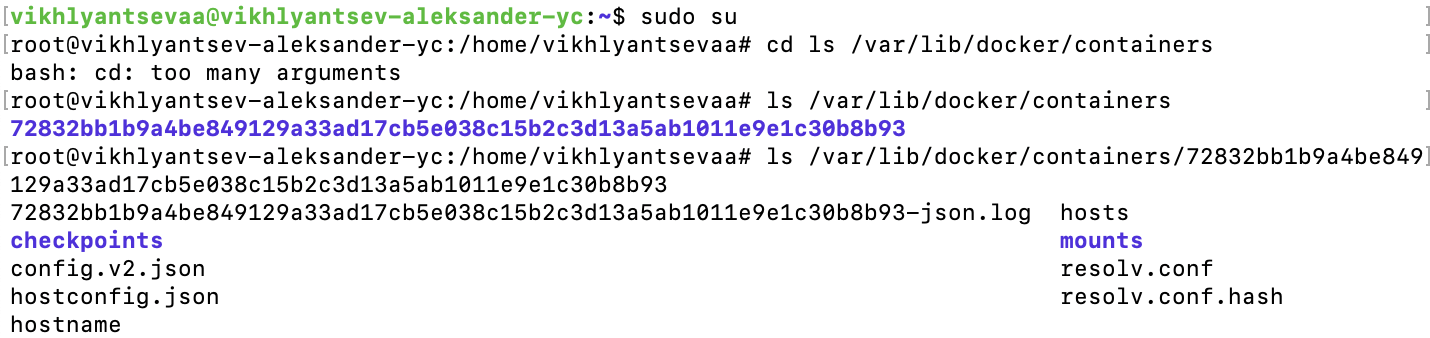 [vikhlyantsevaa@vikhlyantsev-aleksander-yc:~$ sudo su ]
[root@vikhlyantsev-aleksander-yc:/home/vikhlyantsevaa# cd ls /var/lib/docker/containers ]
bash: cd: too many arguments
[root@vikhlyantsev-aleksander-yc:/home/vikhlyantsevaa# ls /var/lib/docker/containers ]
72832bb1b9a4be849129a33ad17cb5e038c15b2c3d13a5ab1011e9e1c30b8b93
[root@vikhlyantsev-aleksander-yc:/home/vikhlyantsevaa# ls /var/lib/docker/containers/72832bb1b9a4be849]
129a33ad17cb5e038c15b2c3d13a5ab1011e9e1c30b8b93
72832bb1b9a4be849129a33ad17cb5e038c15b2c3d13a5ab1011e9e1c30b8b93-json.log hosts
checkpoints mounts
config.v2.json resolv.conf
hostconfig.json resolv.conf.hash
hostname